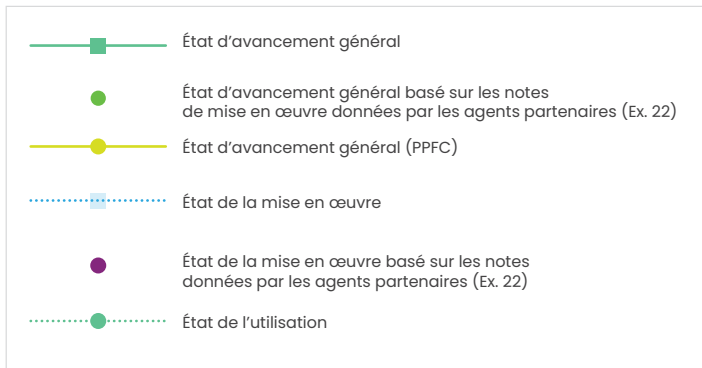 État d’avancement général
État d’avancement général basé sur les notes
de mise en œuvre données par les agents partenaires (Ex. 22)
État d’avancement général (PPFC)
État de la mise en œuvre
État de la mise en œuvre basé sur les notes
données par les agents partenaires (Ex. 22)
État de l’utilisation